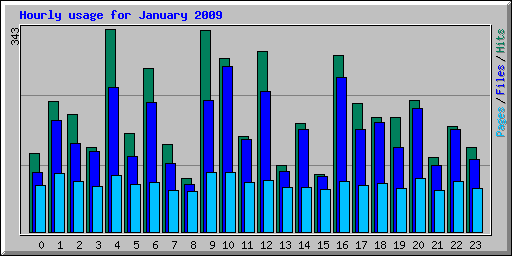 Hourly usage for January 2009
343
Pages/Files/Hits
0 1 2 3 4 5 6 7 8 9 10 11 12 13 14 15 16 17 18 19 20 21 22 23